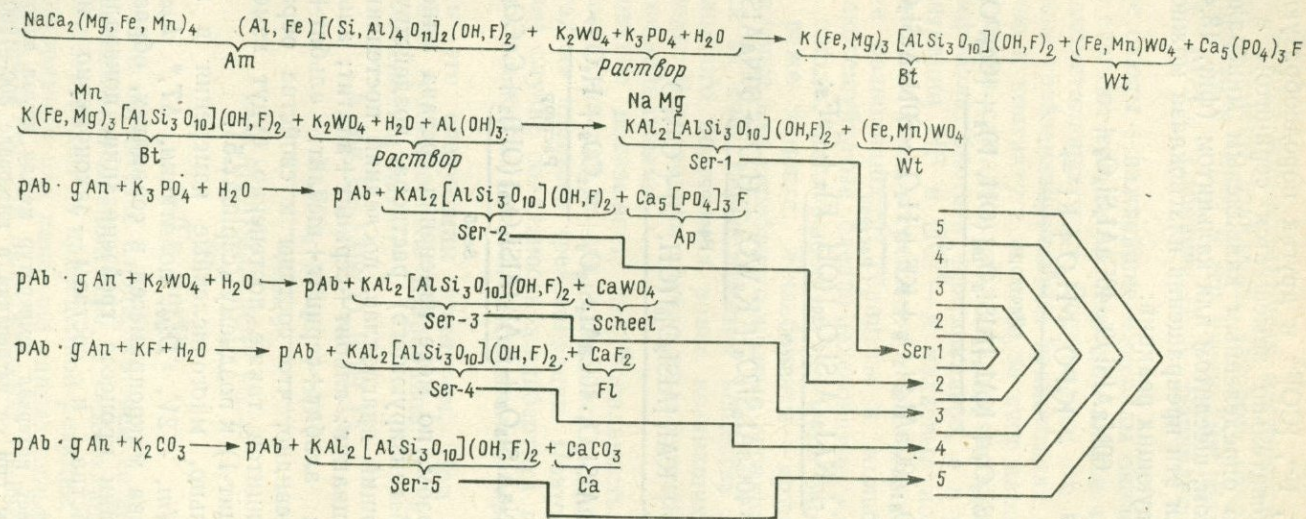 NaCa₂(Mg, Fe, Mn)₄ (Al, Fe)[(Si, Al)₄O₁₁]₂(OH, F)₂ + K₂WO₄ + K₃PO₄ + H₂O → K(Fe, Mg)₃[AlSi₃O₁₀](OH, F)₂ + (Fe, Mn)WO₄ + Ca₅(PO₄)₃F
Am Раствор Bt Wt
Mn Na Mg
K(Fe, Mg)₃[AlSi₃O₁₀](OH, F)₂ + K₂WO₄ + H₂O + Al(OH)₃ → KAl₂[AlSi₃O₁₀](OH, F)₂ + (Fe, Mn)WO₄
Bt Раствор Ser-1 Wt
pAb · gAn + K₃PO₄ + H₂O → pAb + KAl₂[AlSi₃O₁₀](OH, F)₂ + Ca₅[PO₄]₃F
Ser-2 Ap
pAb · gAn + K₂WO₄ + H₂O → pAb + KAl₂[AlSi₃O₁₀](OH, F)₂ + CaWO₄
Ser-3 Scheel
pAb · gAn + KF + H₂O → pAb + KAl₂[AlSi₃O₁₀](OH, F)₂ + CaF₂
Ser-4 Fl
pAb · gAn + K₂CO₃ → pAb + KAl₂[AlSi₃O₁₀](OH, F)₂ + CaCO₃
Ser-5 Ca
5
4
3
2
Ser 1
2
3
4
5